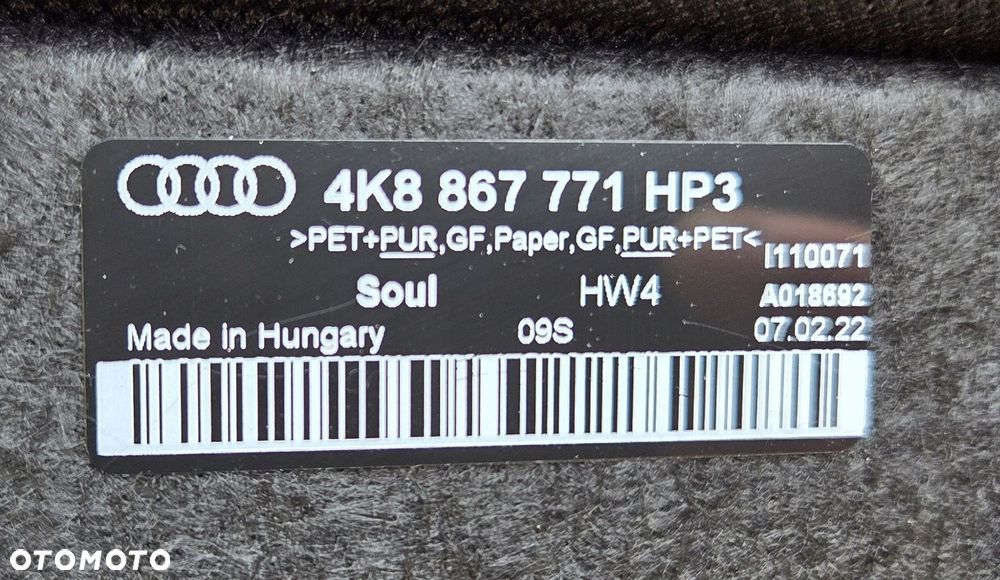 4K8 867 771 HP3
>PET+PUR,GF,Paper,GF,PUR+PET<
I110071
Soul HW4 A018692
Made in Hungary 09S 07.02.22
OTOMOTO